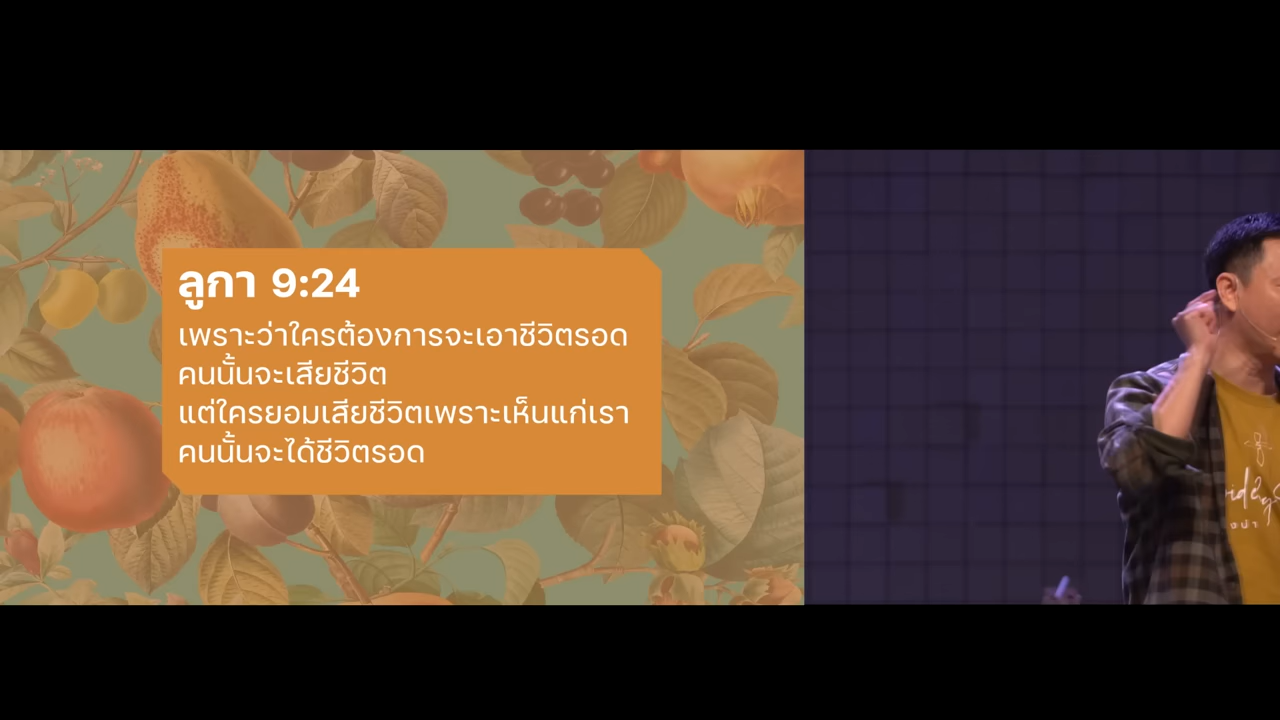 ลูกา 9:24
เพราะว่าใครต้องการจะเอาชีวิตรอด
คนนั้นจะเสียชีวิต
แต่ใครยอมเสียชีวิตเพราะเห็นแก่เรา
คนนั้นจะได้ชีวิตรอด